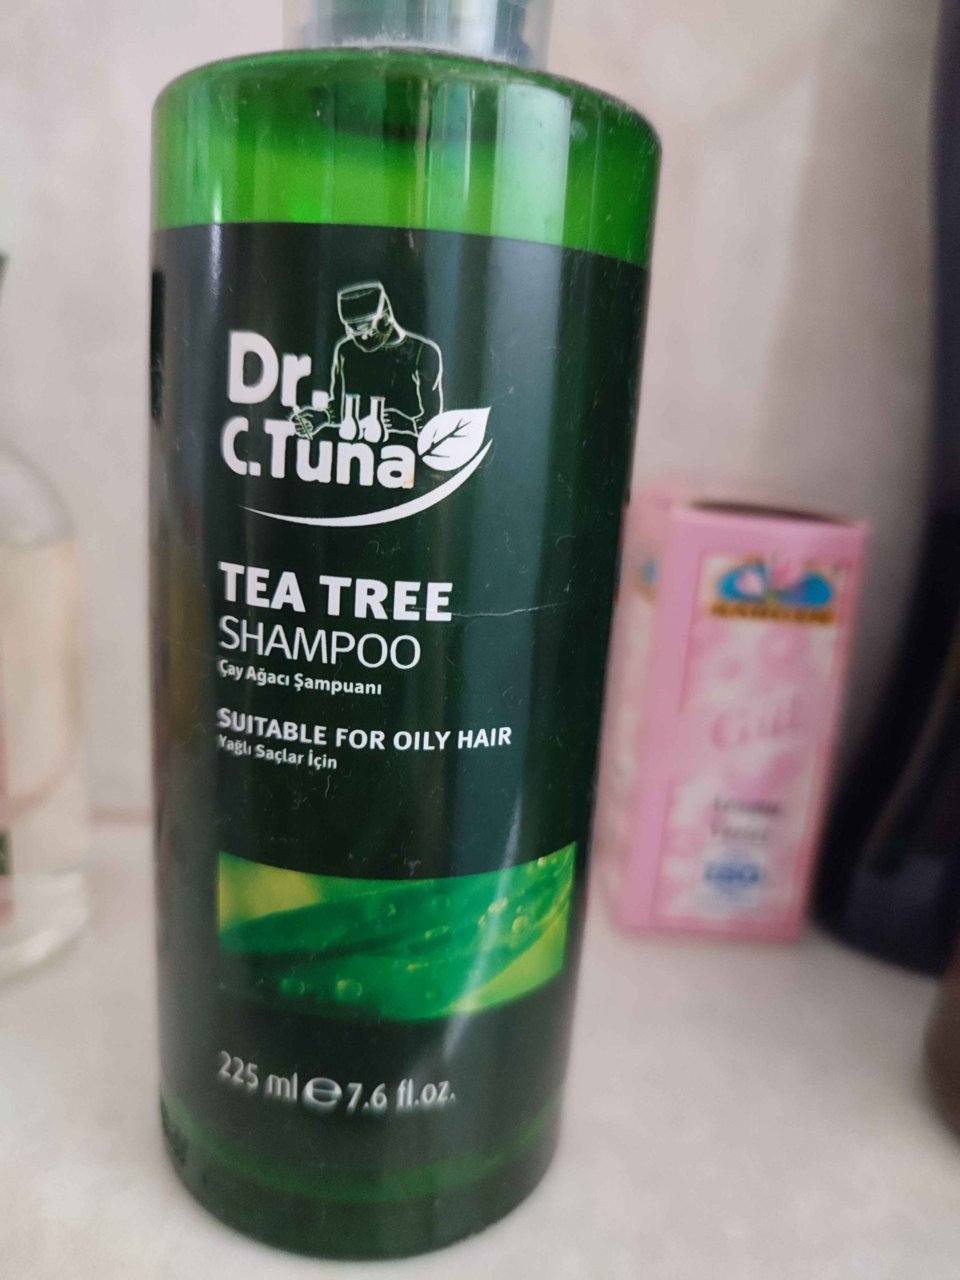 Dr.
C.Tuna
TEA TREE
SHAMPOO
Çay Ağacı Şampuanı
SUITABLE FOR OILY HAIR
Yağlı Saçlar İçin
225 ml ℮ 7.6 fl.oz.
Gül